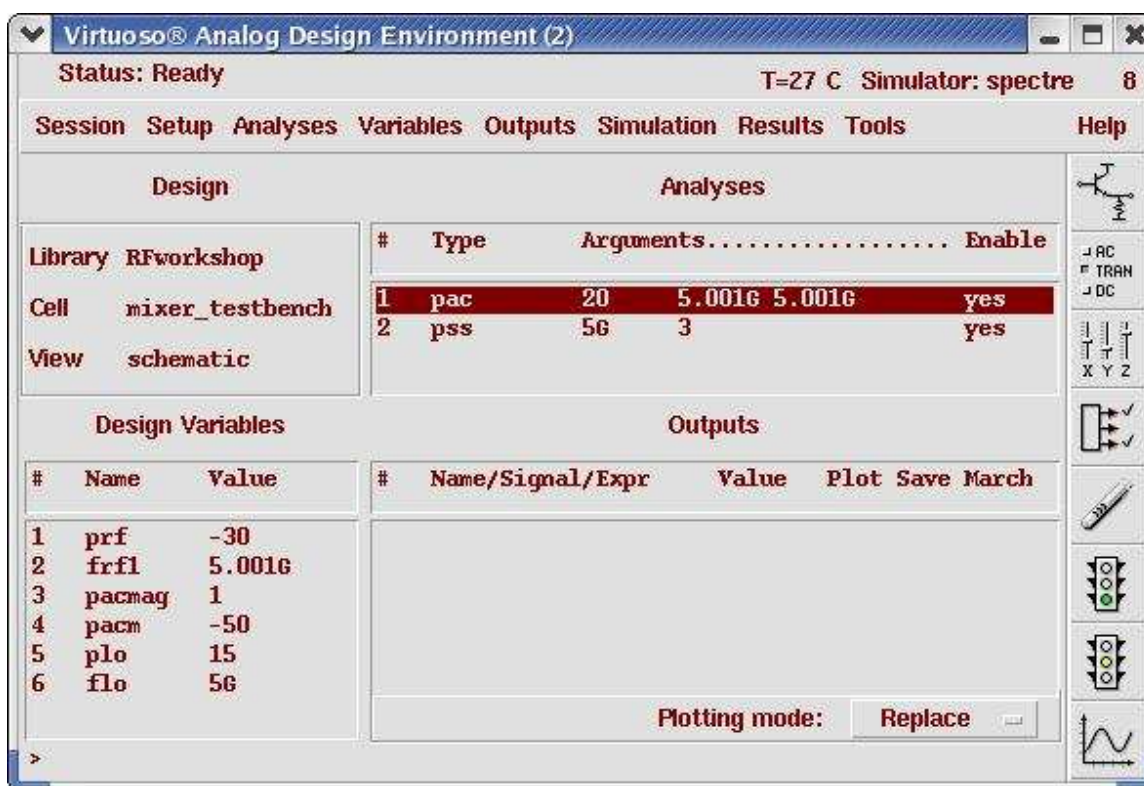 Virtuoso® Analog Design Environment (2)
Status: Ready T=27 C Simulator: spectre 8
Session Setup Analyses Variables Outputs Simulation Results Tools Help
Design
Library RFworkshop
Cell mixer_testbench
View schematic
Analyses
# Type Arguments................... Enable
1 pac 20 5.001G 5.001G yes
2 pss 5G 3 yes
Design Variables
# Name Value
1 prf -30
2 frf1 5.001G
3 pacmag 1
4 pacm -50
5 plo 15
6 flo 5G
Outputs
# Name/Signal/Expr Value Plot Save March
Plotting mode: Replace
>
AC
TRAN
DC
X Y Z